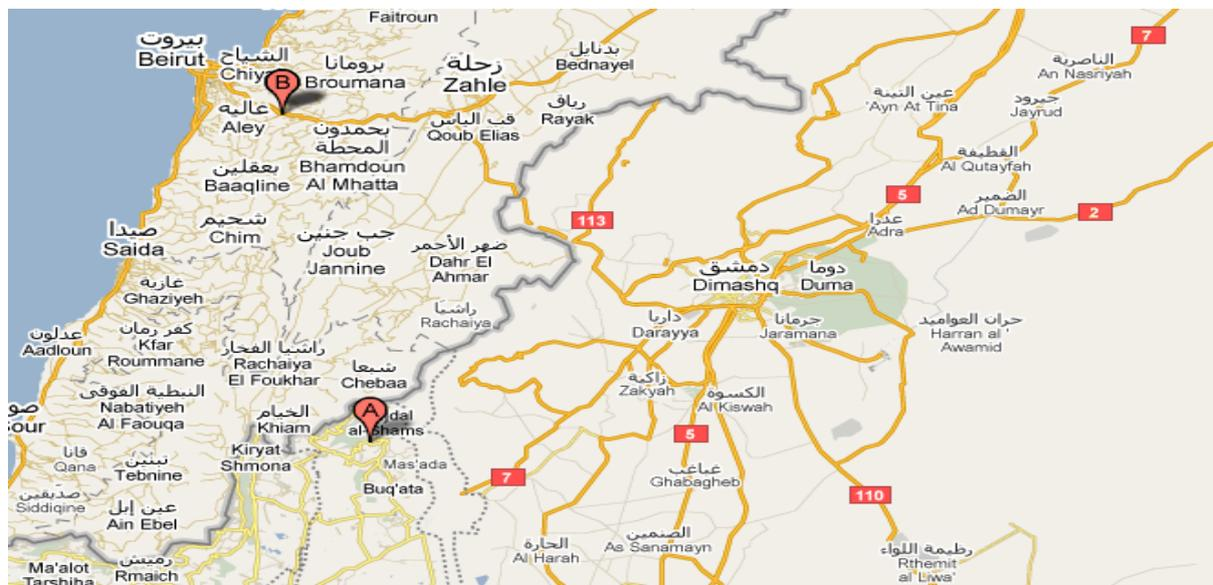 Faitroun
7
بيروت
Beirut
الشياح
Chiya
برومانا
Broumana
زحلة
Zahle
بدنايل
Bednayel
الناصرية
An Nasriyah
B
عاليه
Aley
قب الياس
Qoub Elias
رياق
Rayak
عين التينة
'Ayn At Tina
جيرود
Jayrud
بحمدون
المحطة
Bhamdoun
Al Mhatta
بعقلين
Baaqline
القطيفة
Al Qutayfah
5
الضمير
Ad Dumayr
2
شحيم
Chim
صيدا
Saida
جب جنين
Joub
Jannine
ضهر الأحمر
Dahr El
Ahmar
113
عدرا
Adra
دمشق
Dimashq
دوما
Duma
غازية
Ghaziyeh
راشيا
Rachaiya
داريا
Darayya
جرمانا
Jaramana
حران العواميد
Harran al '
Awamid
عدلون
Aadloun
كفر رمان
Kfar
Roummane
راشيا الفخار
Rachaiya
El Foukhar
شبعا
Chebaa
زاكية
Zakyah
الكسوة
Al Kiswah
النبطية الفوقى
Nabatiyeh
Al Faouqa
صو
our
الخيام
Khiam
A
dal
al-Shams
5
قانا
Qana
تبنين
Tebnine
Kiryat
Shmona
Mas'ada
Buq'ata
7
غباغب
Ghabagheb
110
صديقين
Siddiqine
عين إبل
Ain Ebel
الحارة
Al Harah
الصنمين
As Sanamayn
رظيمة اللواء
Rthemit
al Liwa'
Ma'alot
Tarshiha
رميش
Rmaich